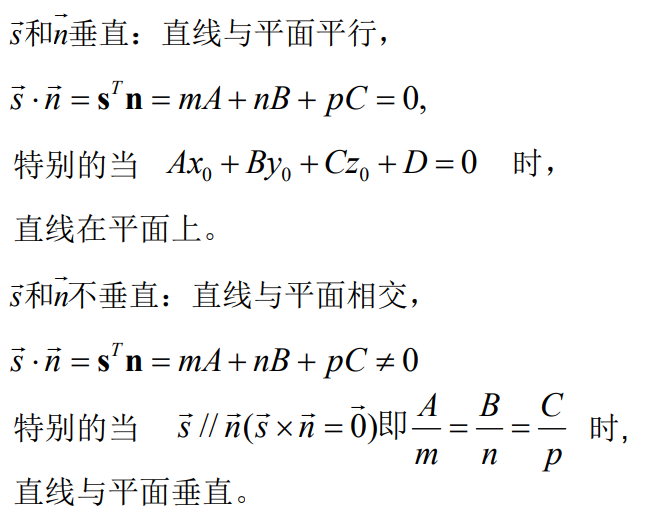 $\vec{s}$和$\vec{n}$垂直：直线与平面平行，
$\vec{s} \cdot \vec{n} = \mathbf{s}^T \mathbf{n} = mA + nB + pC = 0,$
特别的当 $Ax_0 + By_0 + Cz_0 + D = 0$ 时，
直线在平面上。
$\vec{s}$和$\vec{n}$不垂直：直线与平面相交，
$\vec{s} \cdot \vec{n} = \mathbf{s}^T \mathbf{n} = mA + nB + pC \neq 0$
特别的当 $\vec{s} // \vec{n} (\vec{s} \times \vec{n} = \vec{0})$即$\frac{A}{m} = \frac{B}{n} = \frac{C}{p}$ 时,
直线与平面垂直。